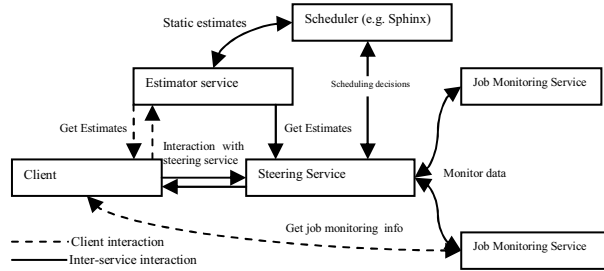 Static estimates
Scheduler (e.g. Sphinx)
Estimator service
Scheduling decisions
Job Monitoring Service
Get Estimates
Interaction with
steering service
Get Estimates
Client
Steering Service
Monitor data
Get job monitoring info
Client interaction
Inter-service interaction
Job Monitoring Service